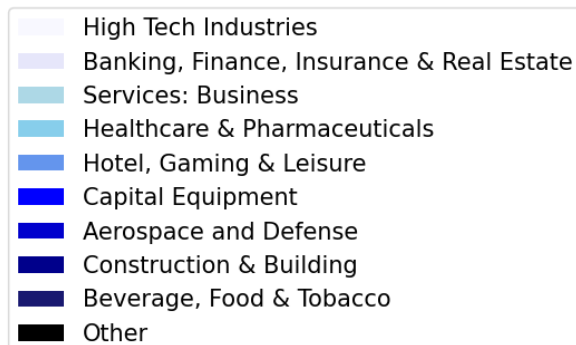 High Tech Industries
Banking, Finance, Insurance & Real Estate
Services: Business
Healthcare & Pharmaceuticals
Hotel, Gaming & Leisure
Capital Equipment
Aerospace and Defense
Construction & Building
Beverage, Food & Tobacco
Other